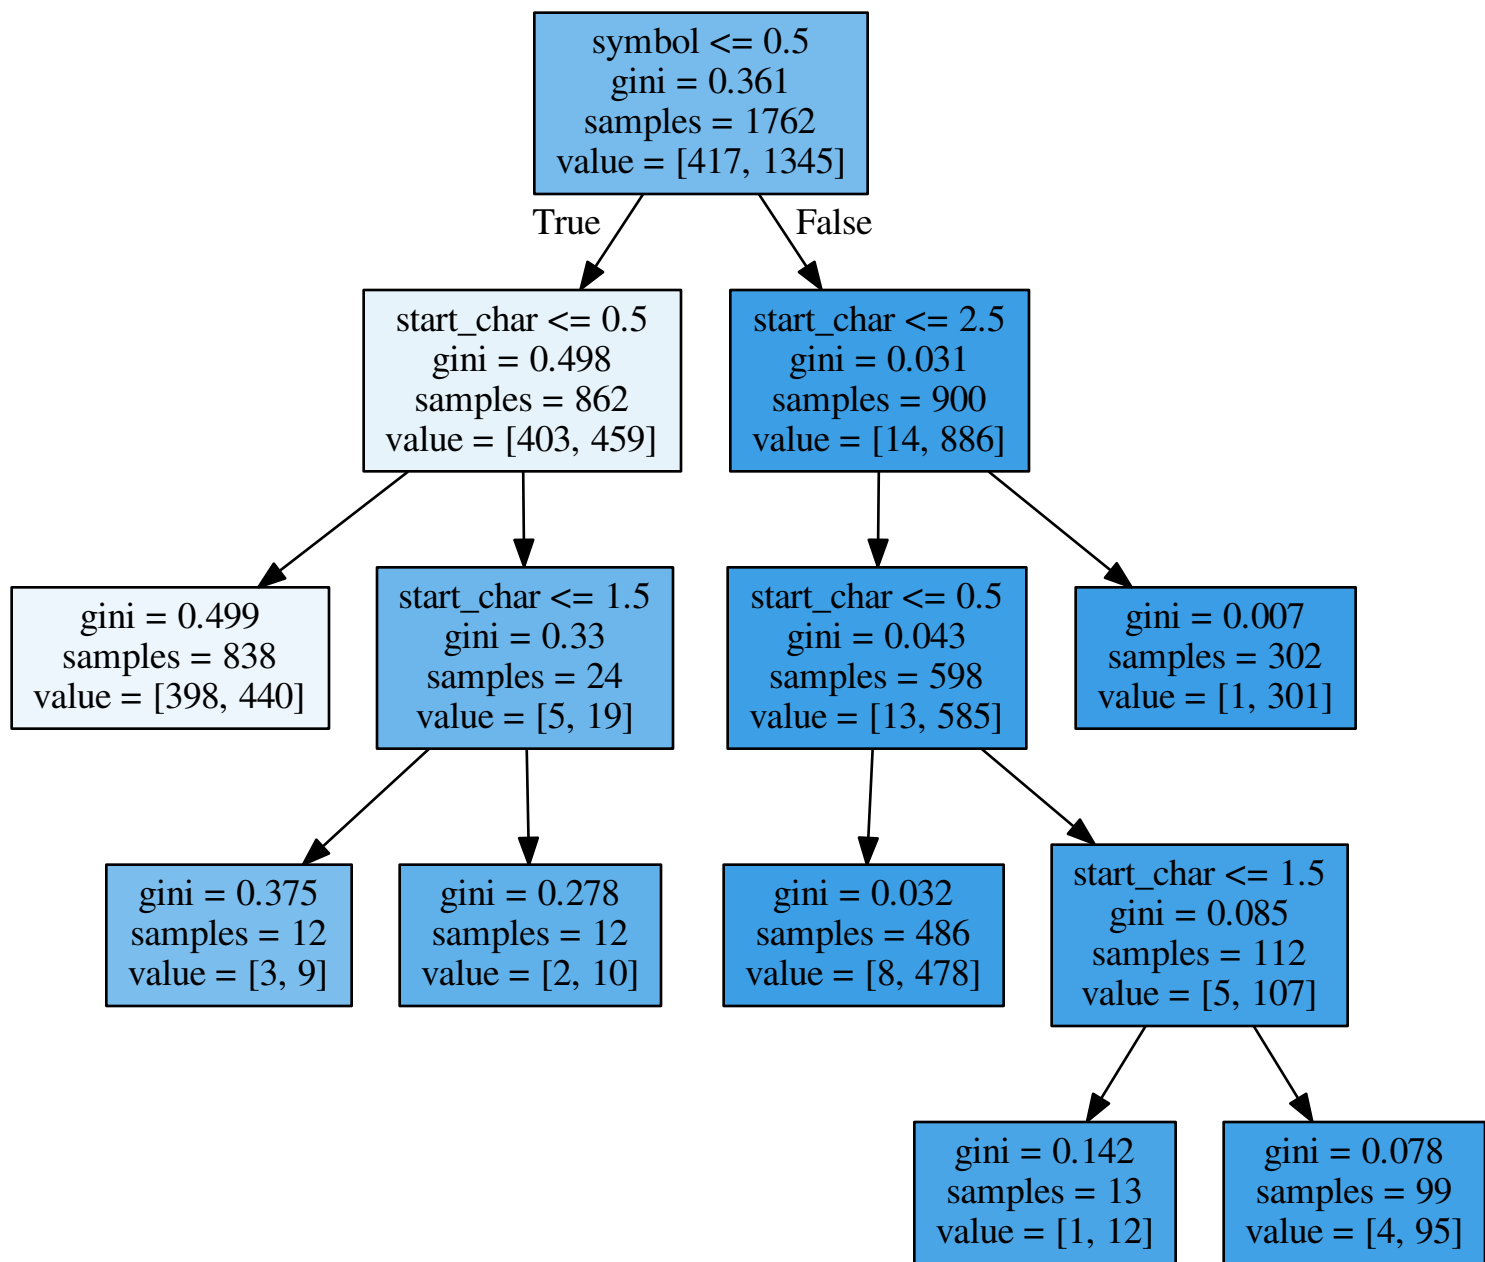 symbol <= 0.5
gini = 0.361
samples = 1762
value = [417, 1345]
True
False
start_char <= 0.5
gini = 0.498
samples = 862
value = [403, 459]
start_char <= 2.5
gini = 0.031
samples = 900
value = [14, 886]
gini = 0.499
samples = 838
value = [398, 440]
start_char <= 1.5
gini = 0.33
samples = 24
value = [5, 19]
start_char <= 0.5
gini = 0.043
samples = 598
value = [13, 585]
gini = 0.007
samples = 302
value = [1, 301]
gini = 0.375
samples = 12
value = [3, 9]
gini = 0.278
samples = 12
value = [2, 10]
gini = 0.032
samples = 486
value = [8, 478]
start_char <= 1.5
gini = 0.085
samples = 112
value = [5, 107]
gini = 0.142
samples = 13
value = [1, 12]
gini = 0.078
samples = 99
value = [4, 95]